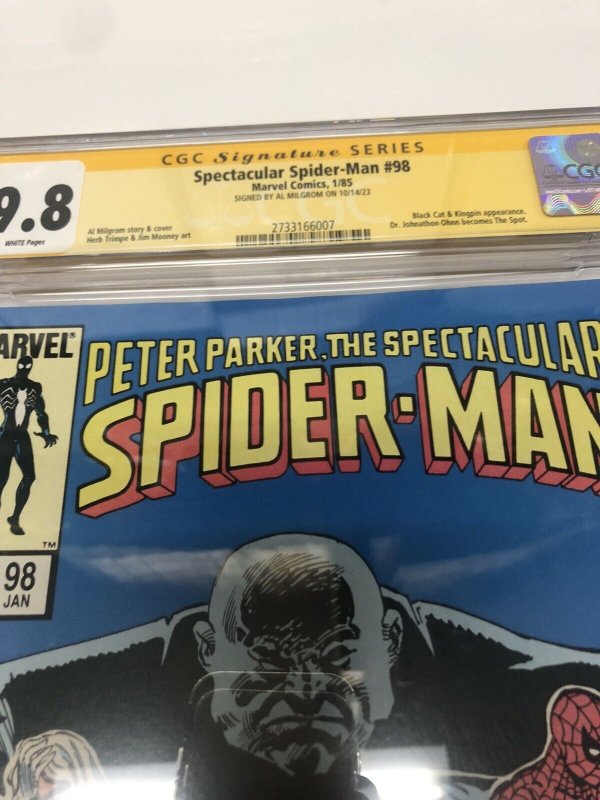 CGC Signature SERIES
Spectacular Spider-Man #98
Marvel Comics, 1/85
SIGNED BY AL MILGROM ON 10/14/23
9.8
WHITE Pages
Al Milgrom story & cover
Herb Trimpe & Jim Mooney art
2733166007
Black Cat & Kingpin appearance.
Dr. Johnathon Ohnn becomes The Spot.
CGC
MARVEL®
PETER PARKER, THE SPECTACULAR
SPIDER-MAN
TM
98
JAN